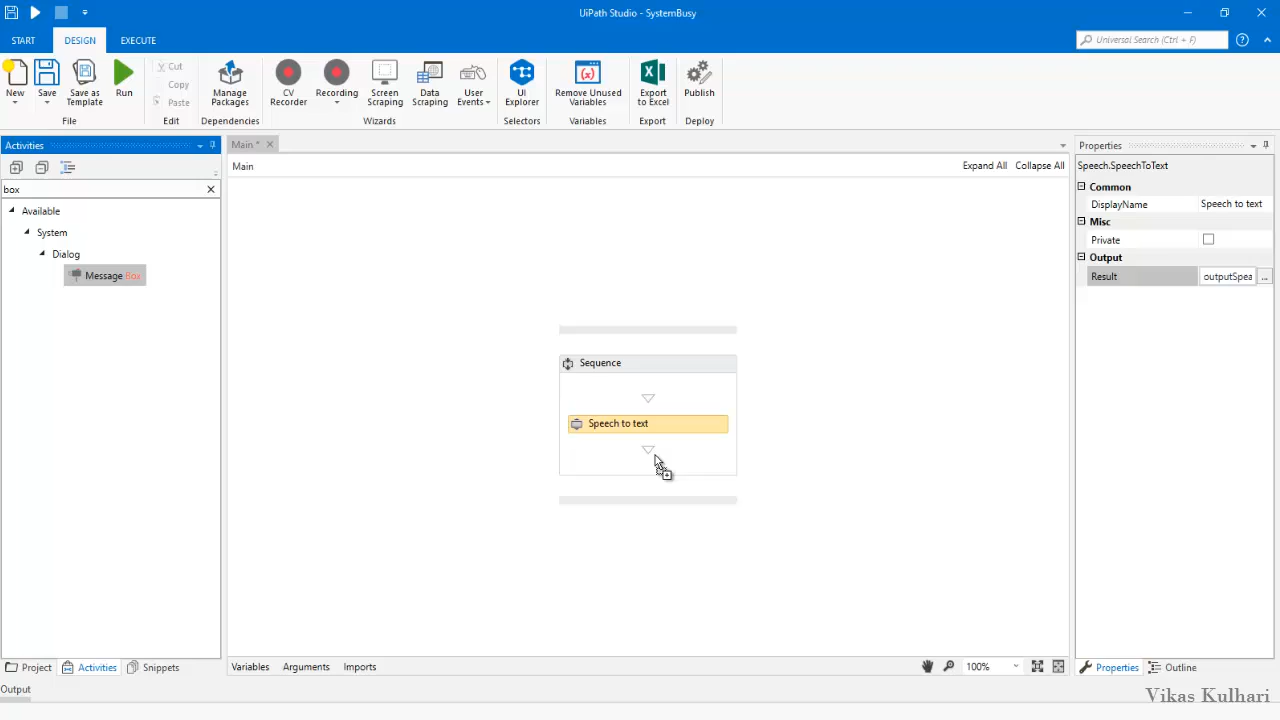 UiPath Studio - SystemBusy
START
DESIGN
EXECUTE
Universal Search (Ctrl + F)
New
Save
Save as Template
Run
Cut
Copy
Paste
Manage Packages
CV Recorder
Recording
Screen Scraping
Data Scraping
User Events
UI Explorer
Remove Unused Variables
Export to Excel
Publish
File
Edit
Dependencies
Wizards
Selectors
Variables
Export
Deploy
Activities
Main *
Properties
Main
Expand All
Collapse All
Speech.SpeechToText
box
Common
DisplayName
Speech to text
Available
Misc
System
Private
Dialog
Output
Message Box
Result
outputSpea
...
Sequence
Speech to text
Project
Activities
Snippets
Variables
Arguments
Imports
100%
Properties
Outline
Output
Vikas Kulhari